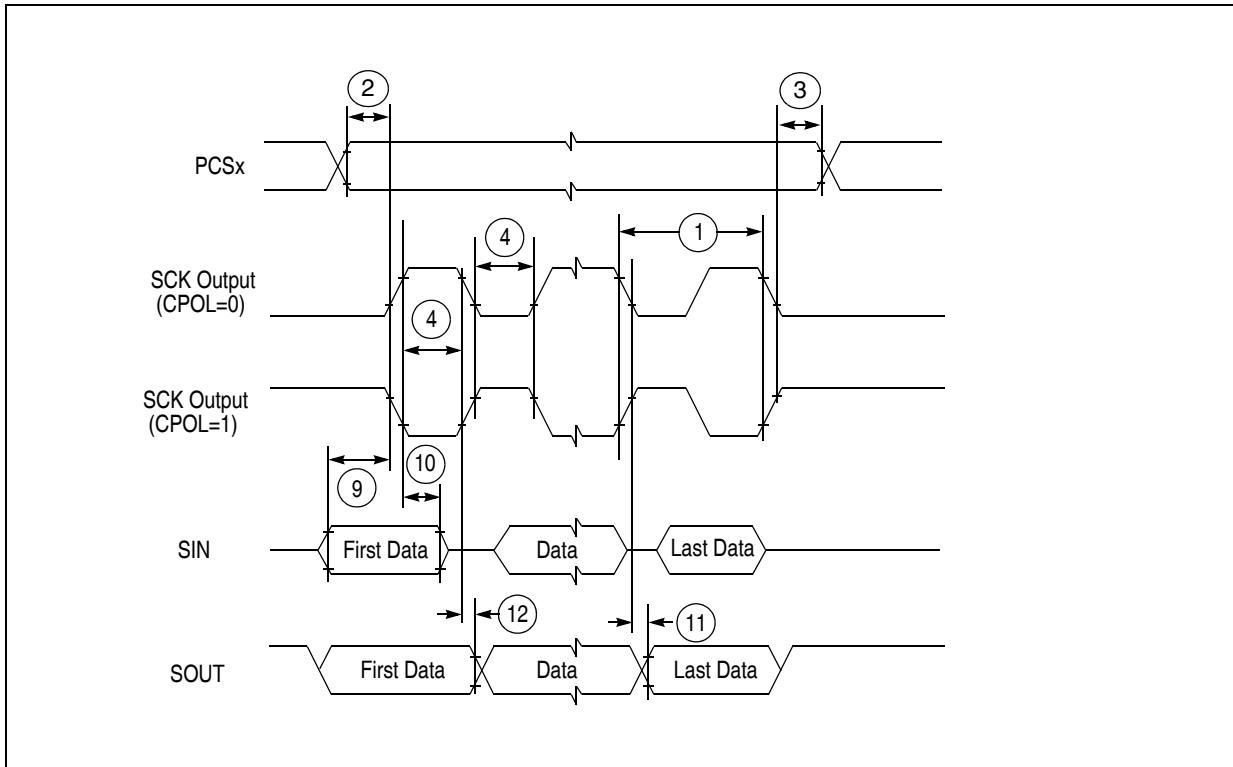 2
3
PCSx
4
1
SCK Output
(CPOL=0)
4
SCK Output
(CPOL=1)
9
10
SIN
First Data
Data
Last Data
12
11
SOUT
First Data
Data
Last Data